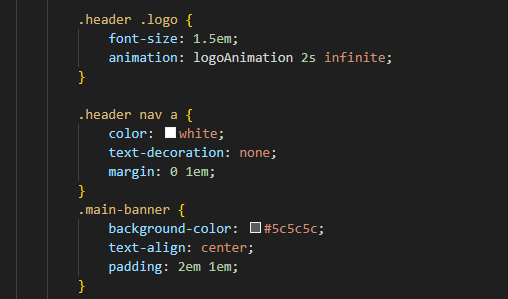 .header .logo {
font-size: 1.5em;
animation: logoAnimation 2s infinite;
}
.header nav a {
color: white;
text-decoration: none;
margin: 0 1em;
}
.main-banner {
background-color: #5c5c5c;
text-align: center;
padding: 2em 1em;
}